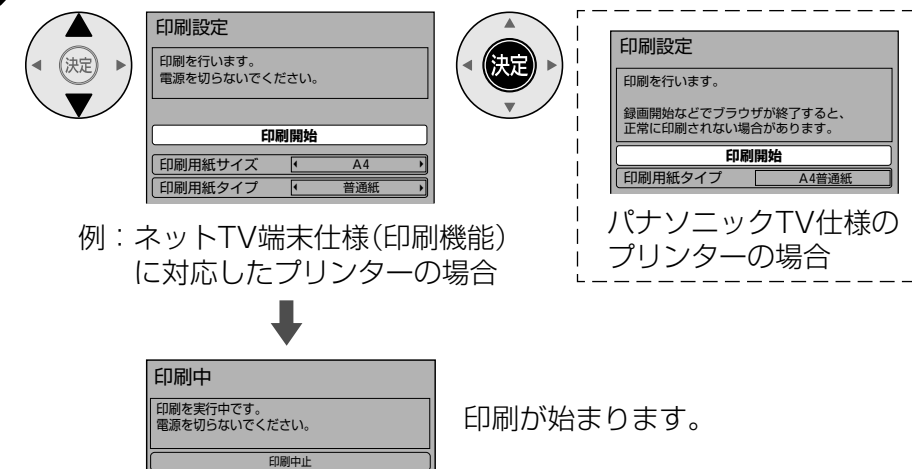 決定
印刷設定
印刷を行います。
電源を切らないでください。
印刷開始
印刷用紙サイズ A4
印刷用紙タイプ 普通紙
決定
印刷設定
印刷を行います。
録画開始などでブラウザが終了すると、
正常に印刷されない場合があります。
印刷開始
印刷用紙タイプ A4普通紙
例：ネットTV端末仕様（印刷機能）
に対応したプリンターの場合
パナソニックTV仕様の
プリンターの場合
印刷中
印刷を実行中です。
電源を切らないでください。
印刷中止
印刷が始まります。